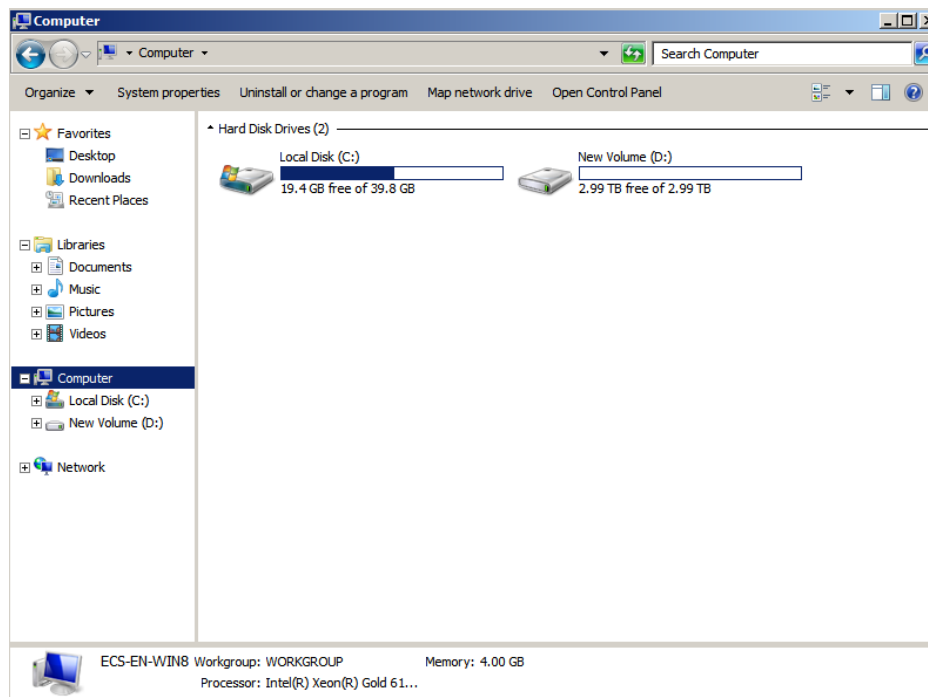 Computer
Computer
Search Computer
Organize System properties Uninstall or change a program Map network drive Open Control Panel
Favorites
Desktop
Downloads
Recent Places
Libraries
Documents
Music
Pictures
Videos
Computer
Local Disk (C:)
New Volume (D:)
Network
Hard Disk Drives (2)
Local Disk (C:)
19.4 GB free of 39.8 GB
New Volume (D:)
2.99 TB free of 2.99 TB
ECS-EN-WIN8 Workgroup: WORKGROUP Memory: 4.00 GB
Processor: Intel(R) Xeon(R) Gold 61...